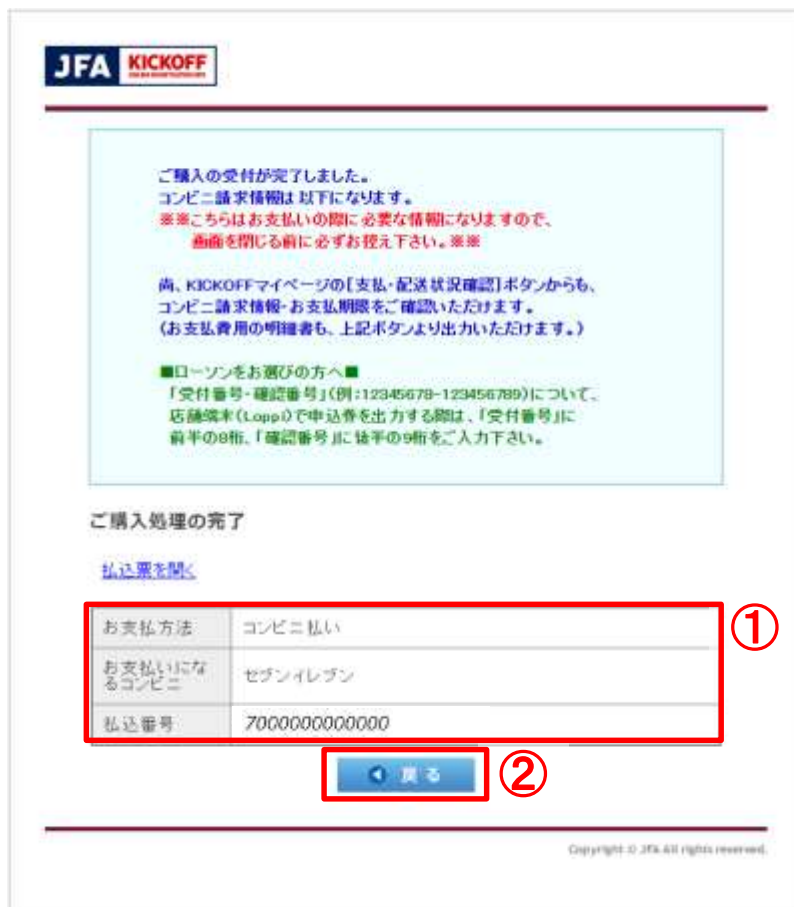 JFA KICKOFF
ご購入の受付が完了しました。
コンビニ請求情報は以下になります。
※※こちらはお支払いの際に必要な情報になりますので、
画面を閉じる前に必ずお控え下さい。※※
尚、KICKOFFマイページの[支払・配送状況確認]ボタンからも、
コンビニ請求情報・お支払期限をご確認いただけます。
(お支払費用の明細書も、上記ボタンより出力いただけます。)
■ローソンをお選びの方へ■
「受付番号・確認番号」(例:12345678-123456789)について、
店舗端末(Loppi)で申込券を出力する際は、「受付番号」に
前半の8桁、「確認番号」に後半の9桁をご入力下さい。
ご購入処理の完了
払込票を開く
①
お支払方法 コンビニ払い
お支払いにな
るコンビニ セブンイレブン
払込番号 7000000000000
戻る ②
Copyright © JFA All rights reserved.